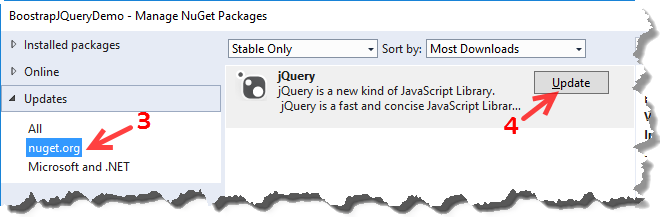 BoostrapJQueryDemo - Manage NuGet Packages
Installed packages
Online
Updates
All
nuget.org
Microsoft and .NET
3
Stable Only
Sort by: Most Downloads
jQuery
jQuery is a new kind of JavaScript Library.
jQuery is a fast and concise JavaScript Librar...
Update
4